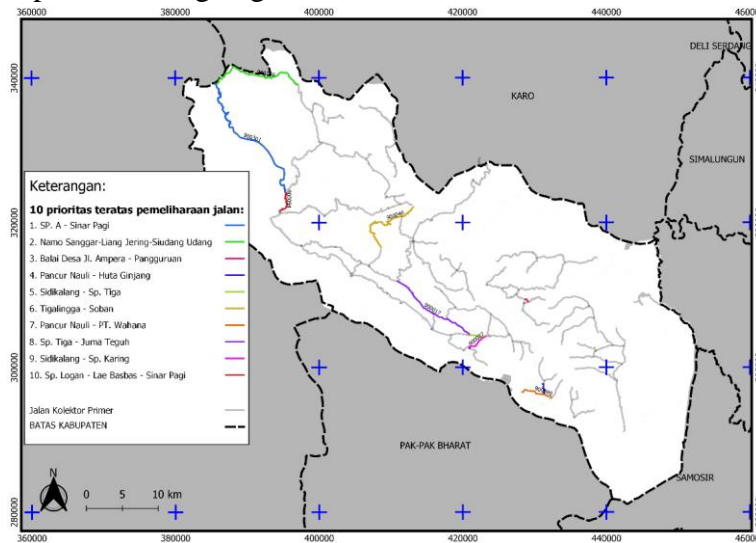 360000 380000 400000 420000 440000 460000
DELI SERDANG
340000
KARO
SIMALUNGUN
Keterangan:
10 prioritas teratas pemeliharaan jalan:
1. SP. A - Sinar Pagi
2. Namo Sanggar-Liang Jering-Siudang Udang
3. Balai Desa Jl. Ampera - Pangguruan
4. Pancur Nauli - Huta Ginjang
5. Sidikalang - Sp. Tiga
6. Tigalingga - Soban
7. Pancur Nauli - PT. Wahana
8. Sp. Tiga - Juma Teguh
9. Sidikalang - Sp. Karing
10. Sp. Logan - Lae Basbas - Sinar Pagi
Jalan Kolektor Primer
BATAS KABUPATEN
320000
300000
PAK-PAK BHARAT
SAMOSIR
N
0 5 10 km
280000
360000 380000 400000 420000 440000 46000